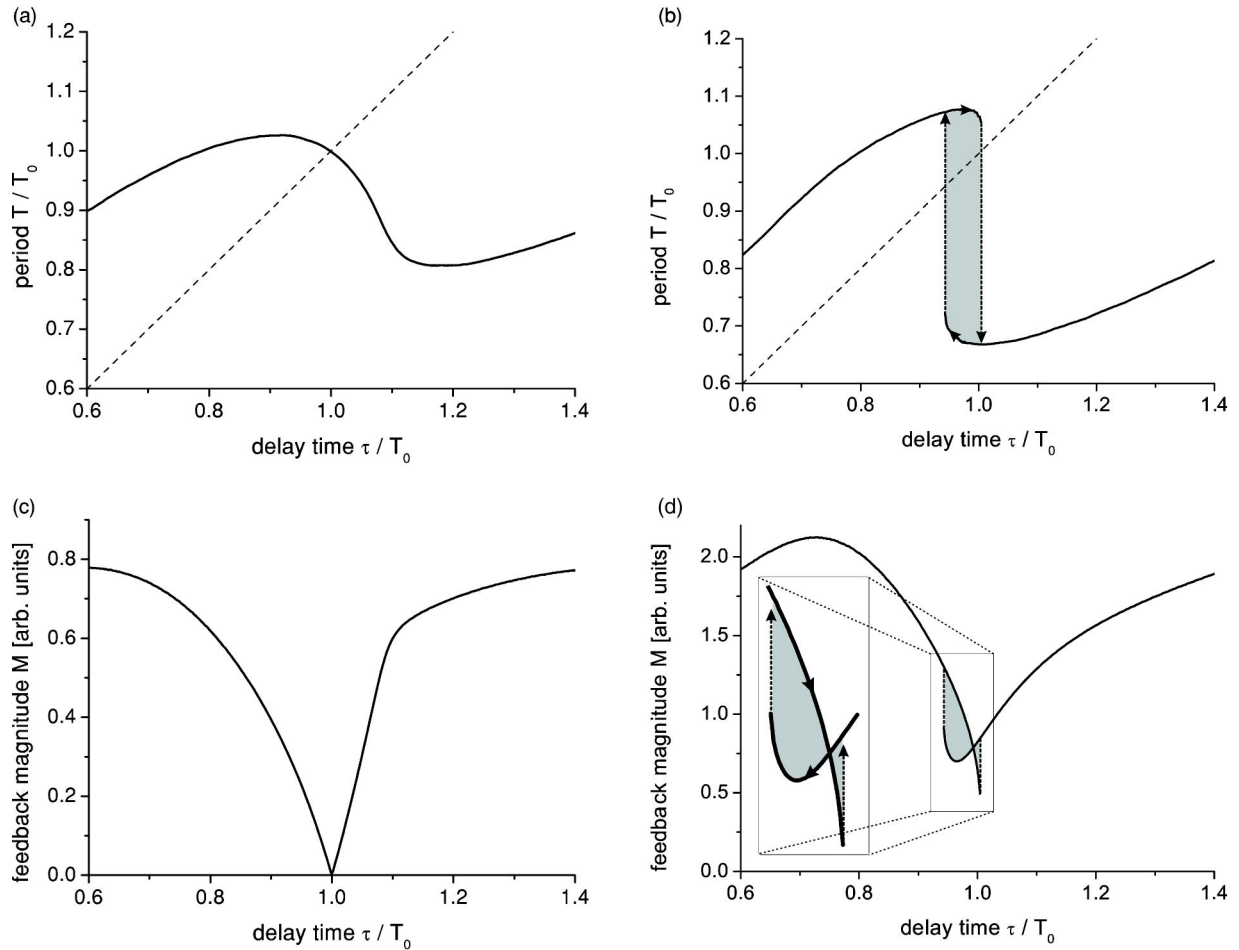 (a)
1.2
1.1
1.0
0.9
0.8
0.7
0.6
period T / T0
0.6 0.8 1.0 1.2 1.4
delay time τ / T0
(b)
1.2
1.1
1.0
0.9
0.8
0.7
0.6
period T / T0
0.6 0.8 1.0 1.2 1.4
delay time τ / T0
(c)
0.8
0.6
0.4
0.2
0.0
feedback magnitude M [arb. units]
0.6 0.8 1.0 1.2 1.4
delay time τ / T0
(d)
2.0
1.5
1.0
0.5
0.0
feedback magnitude M [arb. units]
0.6 0.8 1.0 1.2 1.4
delay time τ / T0